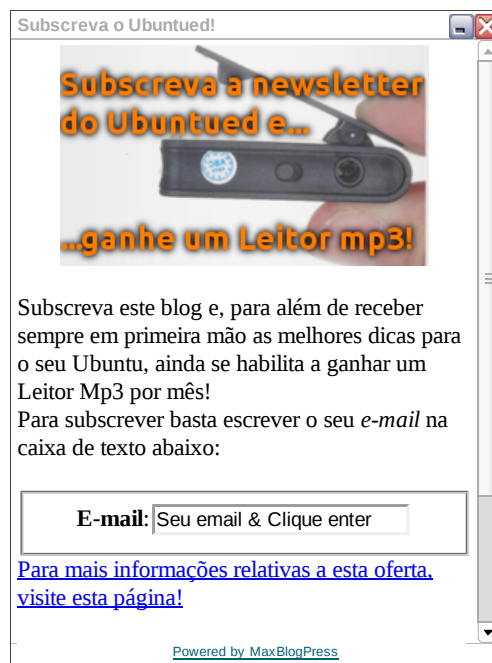 Subscreva o Ubuntued!
Subscreva a newsletter
do Ubuntued e...
...ganhe um Leitor mp3!
Subscreva este blog e, para além de receber
sempre em primeira mão as melhores dicas para
o seu Ubuntu, ainda se habilita a ganhar um
Leitor Mp3 por mês!
Para subscrever basta escrever o seu e-mail na
caixa de texto abaixo:
E-mail: Seu email & Clique enter
Para mais informações relativas a esta oferta,
visite esta página!
Powered by MaxBlogPress